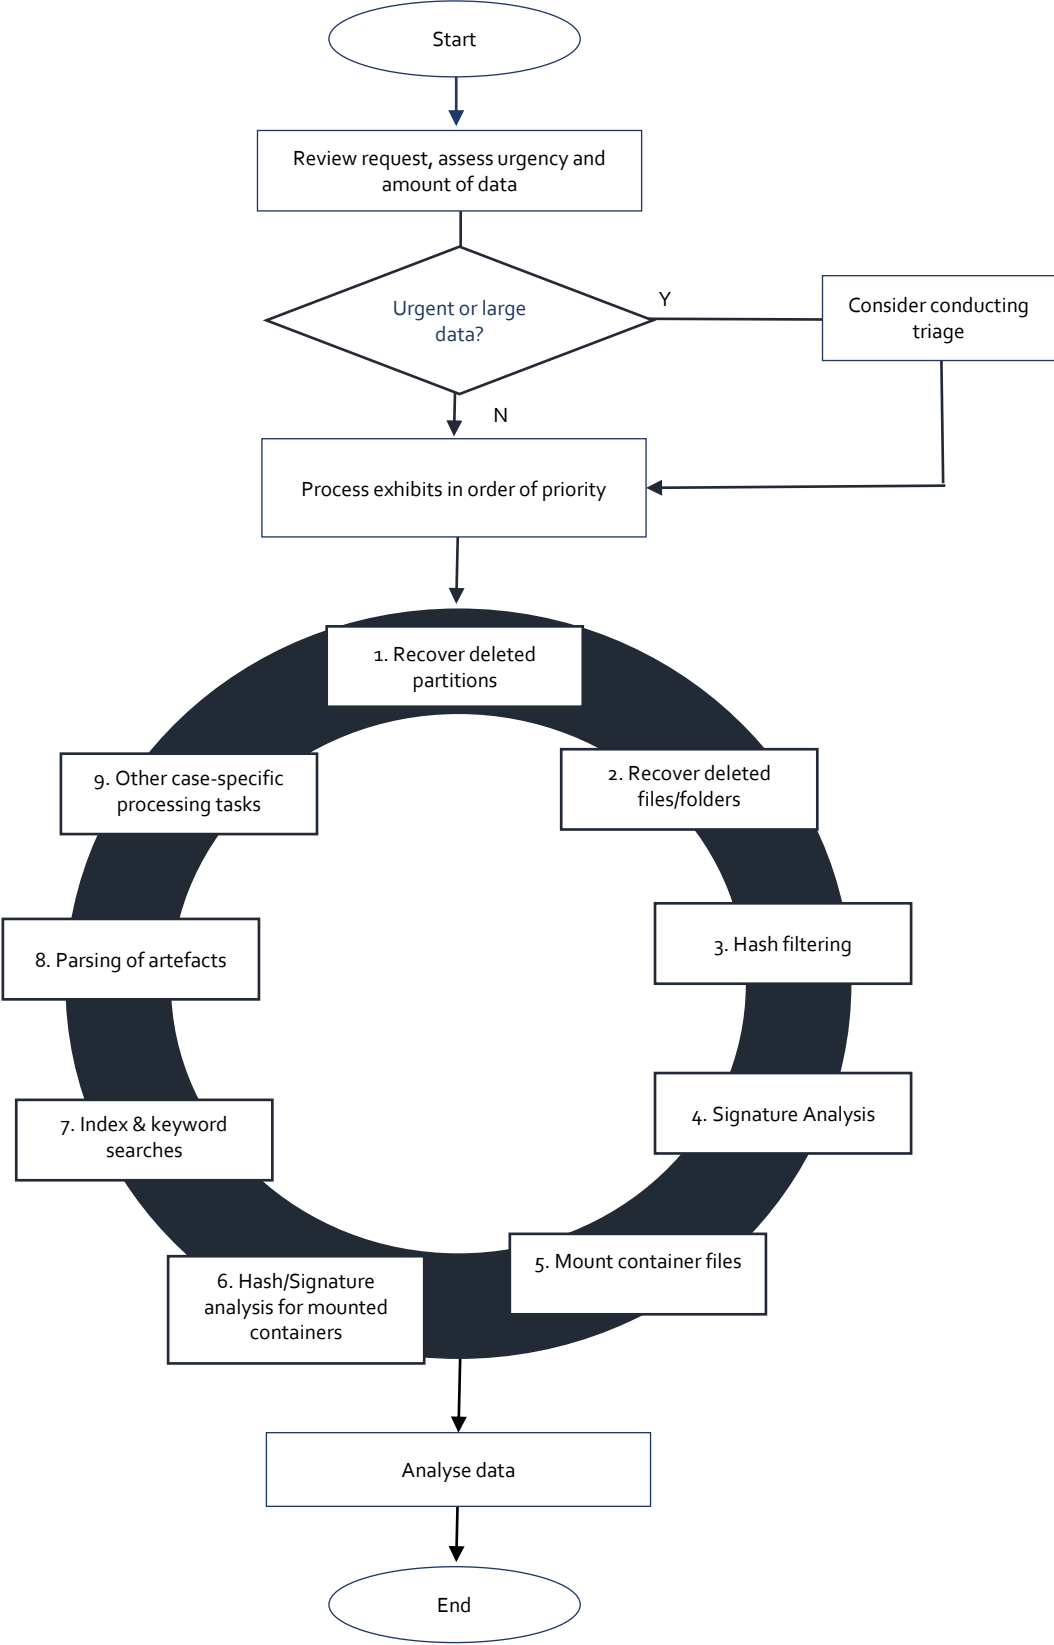 Start
Review request, assess urgency and
amount of data
Urgent or large
data?
Y
Consider conducting
triage
N
Process exhibits in order of priority
1. Recover deleted
partitions
2. Recover deleted
files/folders
3. Hash filtering
4. Signature Analysis
5. Mount container files
6. Hash/Signature
analysis for mounted
containers
7. Index & keyword
searches
8. Parsing of artefacts
9. Other case-specific
processing tasks
Analyse data
End